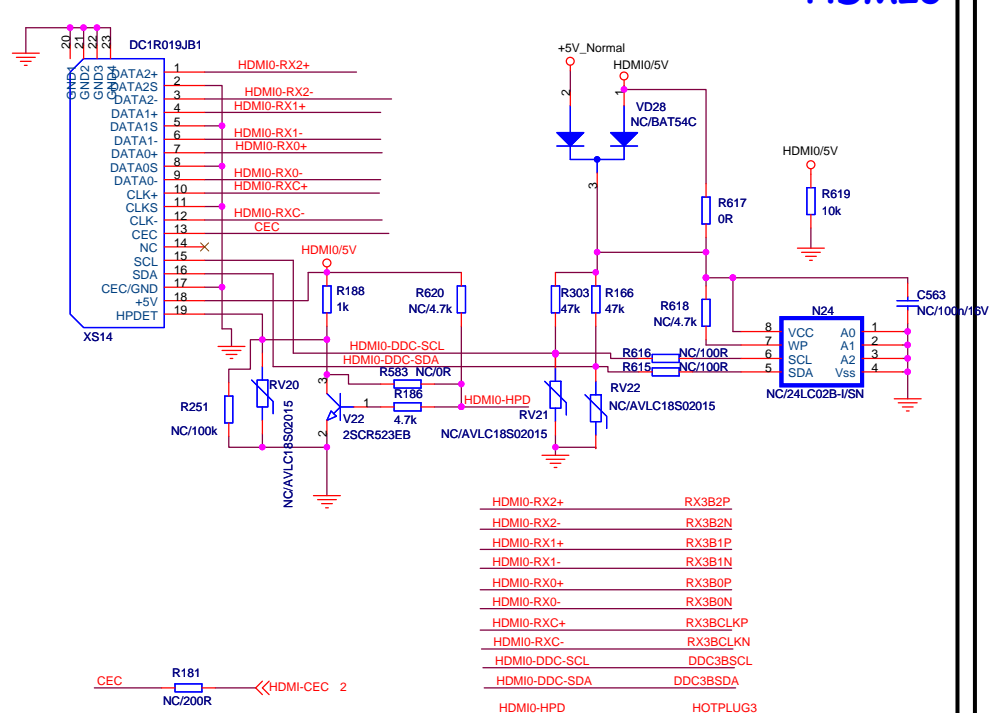 20
21
22
23
GND1
GND2
GND3
GND4
DC1R019JB1
DATA2+ 1 HDMI0-RX2+
DATA2S 2
DATA2- 3 HDMI0-RX2-
DATA1+ 4 HDMI0-RX1+
DATA1S 5
DATA1- 6 HDMI0-RX1-
DATA0+ 7 HDMI0-RX0+
DATA0S 8
DATA0- 9 HDMI0-RX0-
CLK+ 10 HDMI0-RXC+
CLKS 11
CLK- 12 HDMI0-RXC-
CEC 13 CEC
NC 14
SCL 15
SDA 16
CEC/GND 17
+5V 18
HPDET 19
XS14
+5V_Normal
HDMI0/5V
2
1
VD28
NC/BAT54C
3
R617
0R
HDMI0/5V
R619
10k
HDMI0/5V
R188
1k
R620
NC/4.7k
R303
47k
R166
47k
R618
NC/4.7k
C563
NC/100n/16V
N24
8 VCC A0 1
7 WP A1 2
6 SCL A2 3
5 SDA Vss 4
NC/24LC02B-I/SN
HDMI0-DDC-SCL
HDMI0-DDC-SDA
R616 NC/100R
R615 NC/100R
R583 NC/0R
R186
4.7k
HDMI0-HPD
3
1
2
V22
2SCR523EB
R251
NC/100k
RV20
NC/AVLC18S02015
RV21
NC/AVLC18S02015
RV22
NC/AVLC18S02015
HDMI0-RX2+ RX3B2P
HDMI0-RX2- RX3B2N
HDMI0-RX1+ RX3B1P
HDMI0-RX1- RX3B1N
HDMI0-RX0+ RX3B0P
HDMI0-RX0- RX3B0N
HDMI0-RXC+ RX3BCLKP
HDMI0-RXC- RX3BCLKN
HDMI0-DDC-SCL DDC3BSCL
HDMI0-DDC-SDA DDC3BSDA
HDMI0-HPD HOTPLUG3
CEC
R181
NC/200R
HDMI-CEC 2